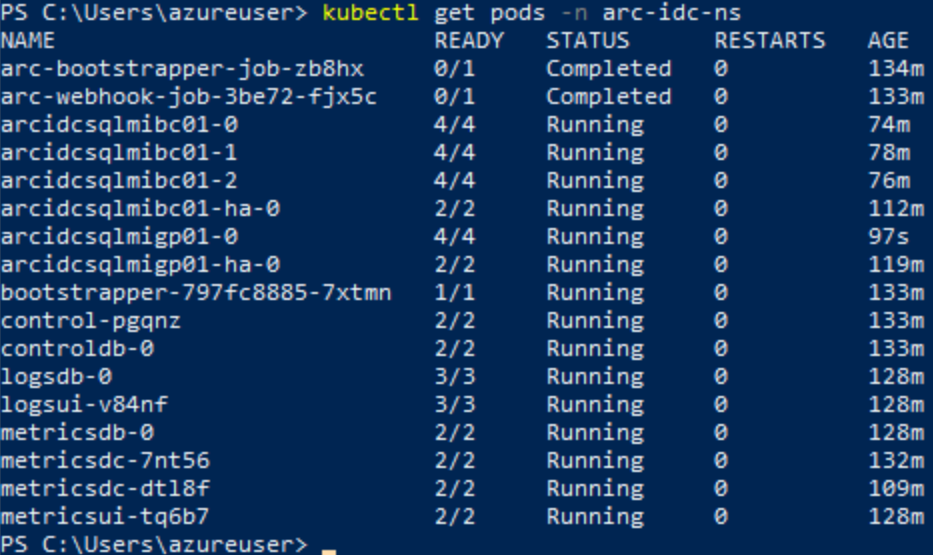 PS C:\Users\azureuser> kubectl get pods -n arc-idc-ns
NAME READY STATUS RESTARTS AGE
arc-bootstrapper-job-zb8hx 0/1 Completed 0 134m
arc-webhook-job-3be72-fjx5c 0/1 Completed 0 133m
arcidcsqlmibc01-0 4/4 Running 0 74m
arcidcsqlmibc01-1 4/4 Running 0 78m
arcidcsqlmibc01-2 4/4 Running 0 76m
arcidcsqlmibc01-ha-0 2/2 Running 0 112m
arcidcsqlmigp01-0 4/4 Running 0 97s
arcidcsqlmigp01-ha-0 2/2 Running 0 119m
bootstrapper-797fc8885-7xtmn 1/1 Running 0 133m
control-pgqnz 2/2 Running 0 133m
controldb-0 2/2 Running 0 133m
logsdb-0 3/3 Running 0 128m
logsui-v84nf 3/3 Running 0 128m
metricsdb-0 2/2 Running 0 128m
metricsdc-7nt56 2/2 Running 0 132m
metricsdc-dtl8f 2/2 Running 0 109m
metricsui-tq6b7 2/2 Running 0 128m
PS C:\Users\azureuser>